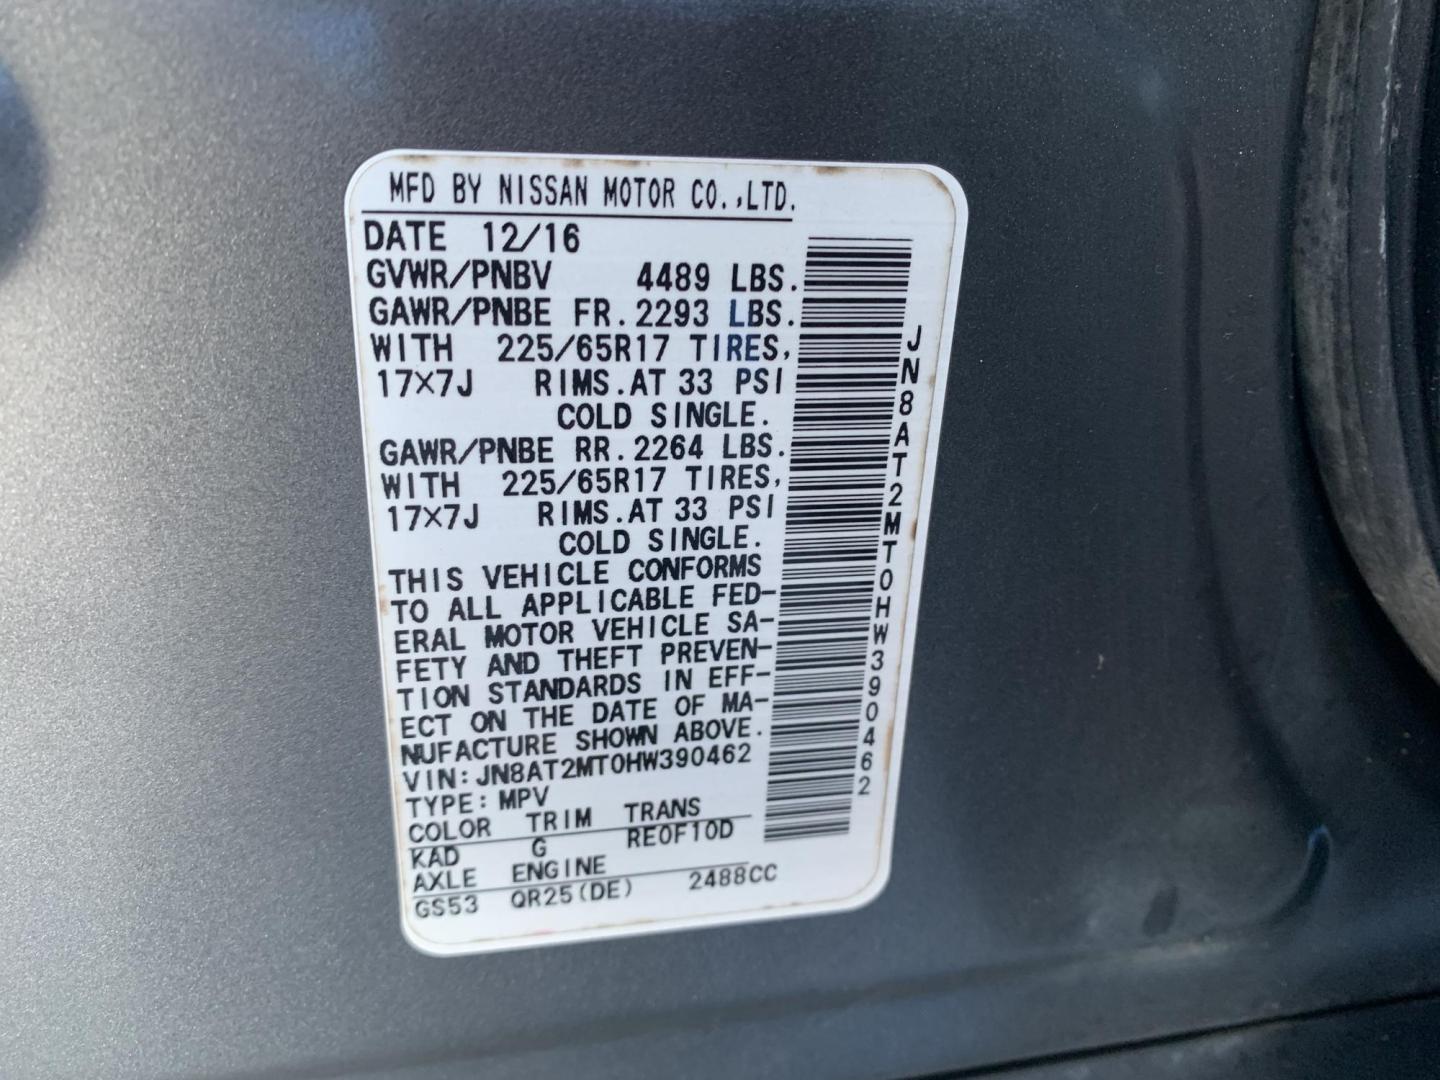 MFD BY NISSAN MOTOR CO.,LTD.
DATE 12/16
GVWR/PNBV 4489 LBS.
GAWR/PNBE FR. 2293 LBS.
WITH 225/65R17 TIRES,
17×7J RIMS. AT 33 PSI
COLD SINGLE.
GAWR/PNBE RR. 2264 LBS.
WITH 225/65R17 TIRES,
17×7J RIMS. AT 33 PSI
COLD SINGLE.
THIS VEHICLE CONFORMS
TO ALL APPLICABLE FED-
ERAL MOTOR VEHICLE SA-
FETY AND THEFT PREVEN-
TION STANDARDS IN EFF-
ECT ON THE DATE OF MA-
NUFACTURE SHOWN ABOVE.
VIN: JN8AT2MT0HW390462
TYPE: MPV
COLOR TRIM TRANS
KAD G RE0F10D
AXLE ENGINE
GS53 QR25(DE) 2488CC
JN8AT2MT0HW390462